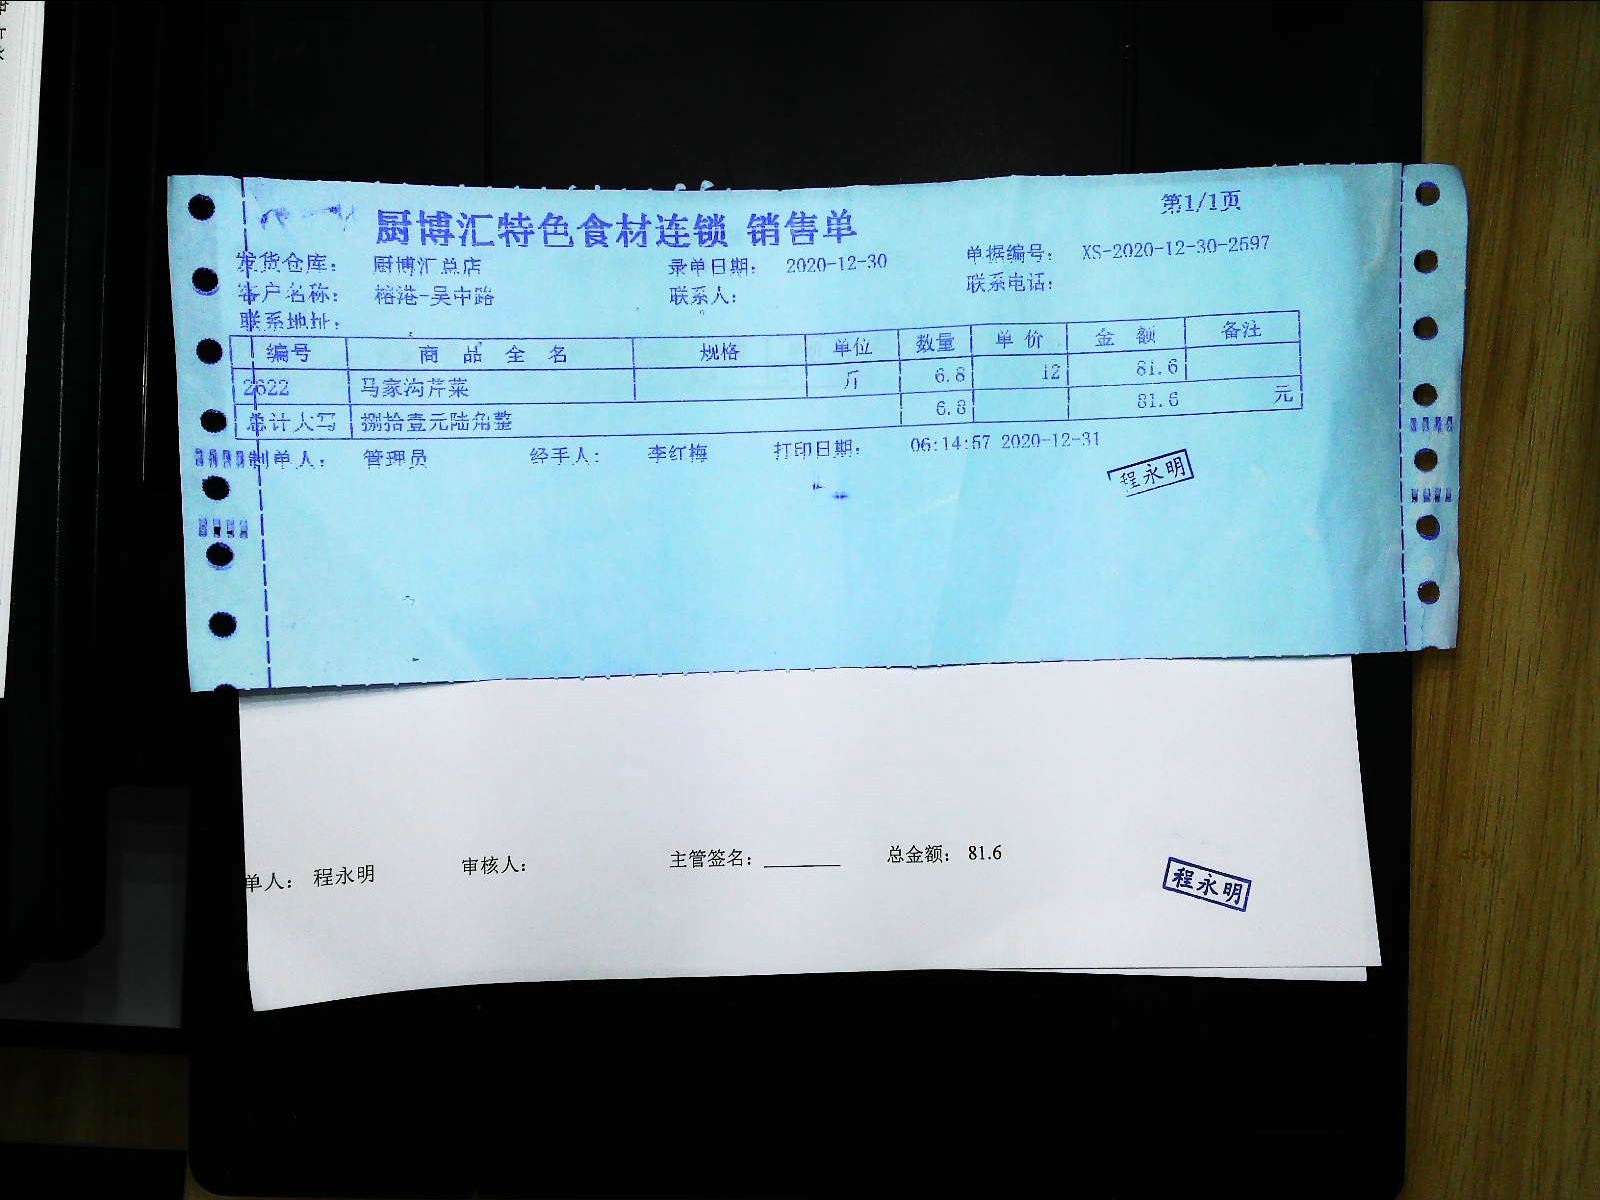 第1/1页
厨博汇特色食材连锁 销售单
发货仓库： 厨博汇总店 录单日期： 2020-12-30 单据编号： XS-2020-12-30-2597
客户名称： 榕港-吴中路 联系人： 联系电话：
联系地址：
编号 商品全名 规格 单位 数量 单价 金额 备注
2622 马家沟芹菜 斤 6.8 12 81.6
总计大写 捌拾壹元陆角整 6.8 81.6 元
制单人： 管理员 经手人： 李红梅 打印日期： 06:14:57 2020-12-31
程永明
单人： 程永明 审核人： 主管签名：________ 总金额： 81.6
程永明